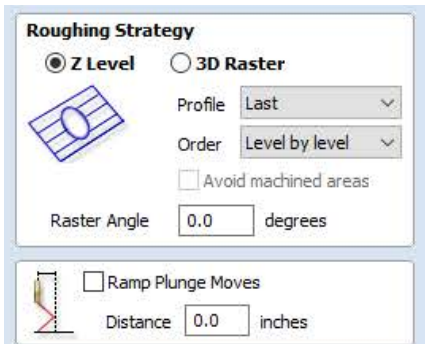 Roughing Strategy
Z Level 3D Raster
Profile Last
Order Level by level
Avoid machined areas
Raster Angle 0.0 degrees
Ramp Plunge Moves
Distance 0.0 inches